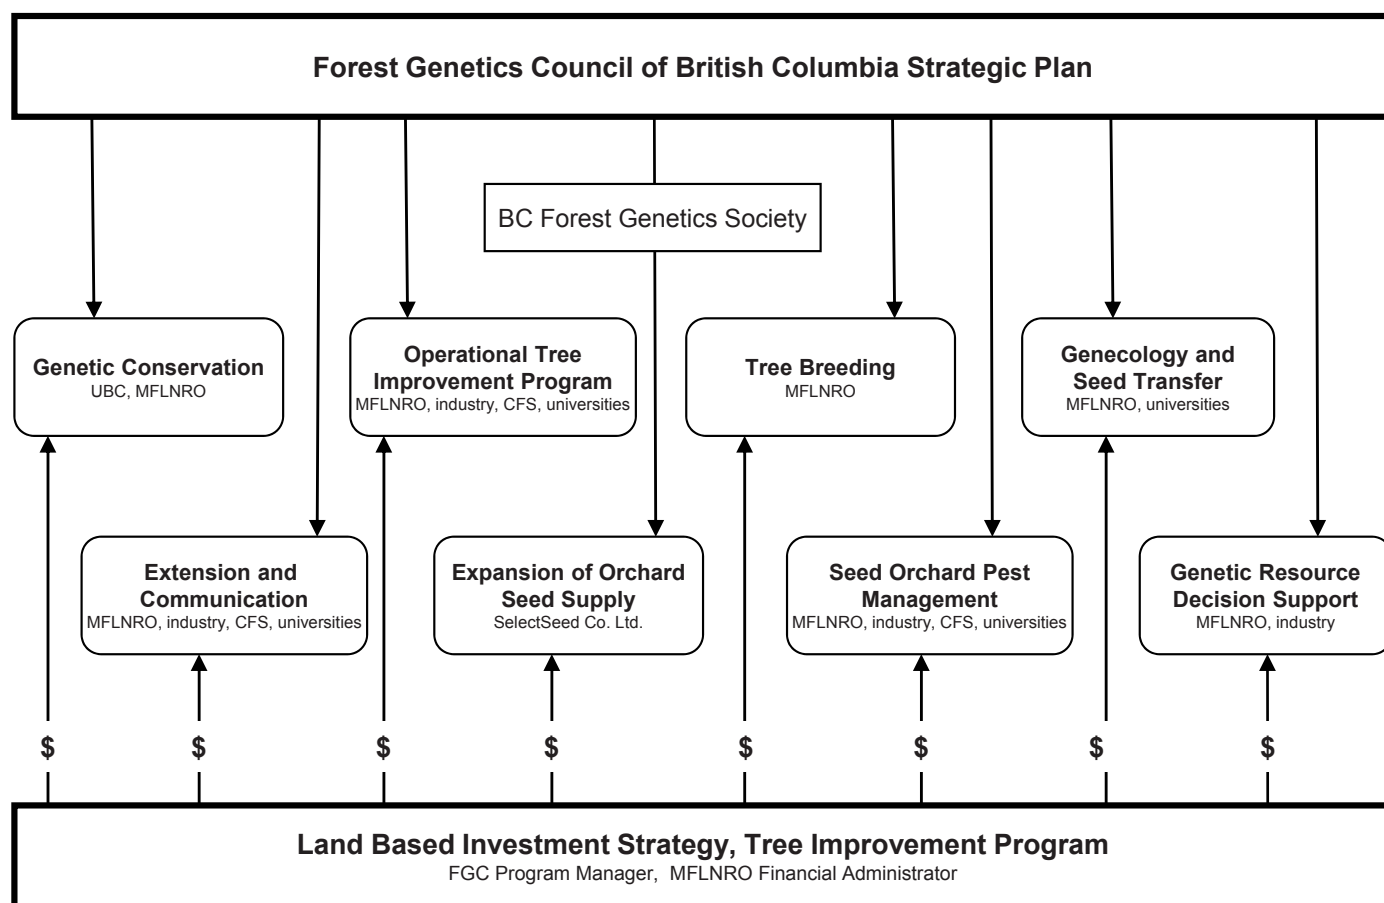 Forest Genetics Council of British Columbia Strategic Plan
BC Forest Genetics Society
Genetic Conservation
UBC, MFLNRO
Operational Tree
Improvement Program
MFLNRO, industry, CFS, universities
Tree Breeding
MFLNRO
Genecology and
Seed Transfer
MFLNRO, universities
Extension and
Communication
MFLNRO, industry, CFS, universities
Expansion of Orchard
Seed Supply
SelectSeed Co. Ltd.
Seed Orchard Pest
Management
MFLNRO, industry, CFS, universities
Genetic Resource
Decision Support
MFLNRO, industry
$ $ $ $ $ $ $ $
Land Based Investment Strategy, Tree Improvement Program
FGC Program Manager, MFLNRO Financial Administrator